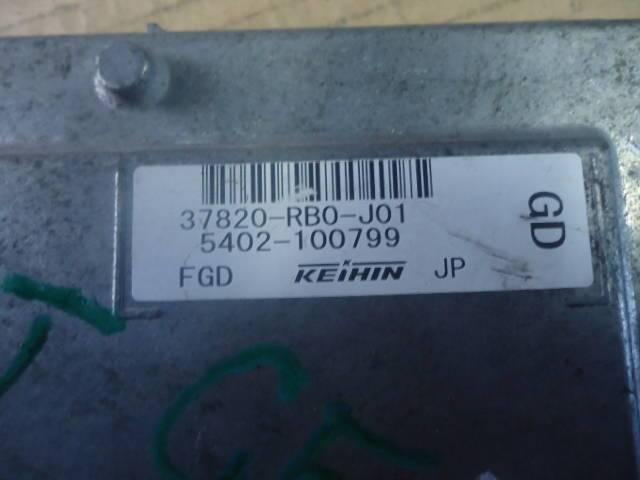 37820-RB0-J01
5402-100799
FGD KEIHIN JP
GD